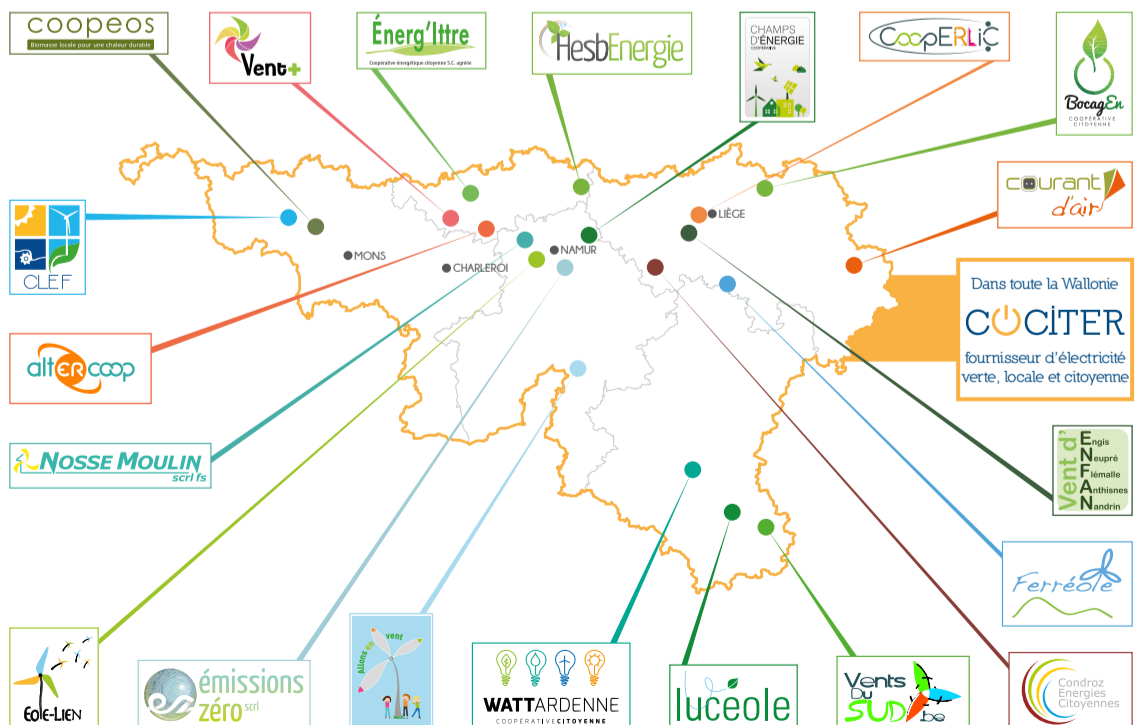 coopeos
Biomasse locale pour une chaleur durable
Vent+
Énerg'Ittre
Coopérative énergétique citoyenne S.C. agréée
HesbEnergie
CHAMPS
D'ÉNERGIE
COOPÉRATIVE
CoopERLiC
BocagEn
COOPÉRATIVE
CITOYENNE
courant
d'air
CLEF
MONS
CHARLEROI
NAMUR
LIÈGE
Dans toute la Wallonie
COCiTER
fournisseur d'électricité
verte, locale et citoyenne
altERcoop
NOSSE MOULIN
scrl fs
Vent d'
Engis
Neupré
Flémalle
Anthisnes
Nandrin
Ferréole
Eole-Lien
émissions
zéro scrl
Allons en vent
WATTARDENNE
COOPÉRATIVECITOYENNE
lucéole
Vents
Du
SUD.be
Condroz
Energies
Citoyennes